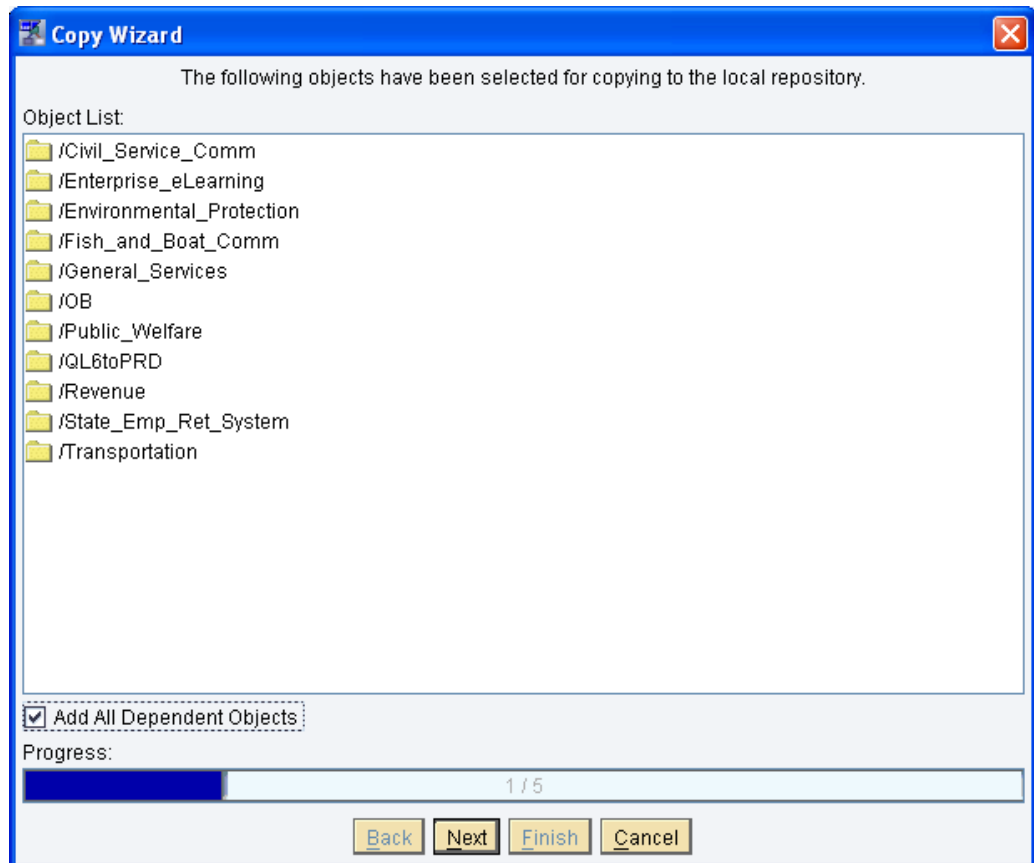 Copy Wizard
The following objects have been selected for copying to the local repository.
Object List:
/Civil_Service_Comm
/Enterprise_eLearning
/Environmental_Protection
/Fish_and_Boat_Comm
/General_Services
/OB
/Public_Welfare
/QL6toPRD
/Revenue
/State_Emp_Ret_System
/Transportation
Add All Dependent Objects
Progress:
1 / 5
Back Next Finish Cancel